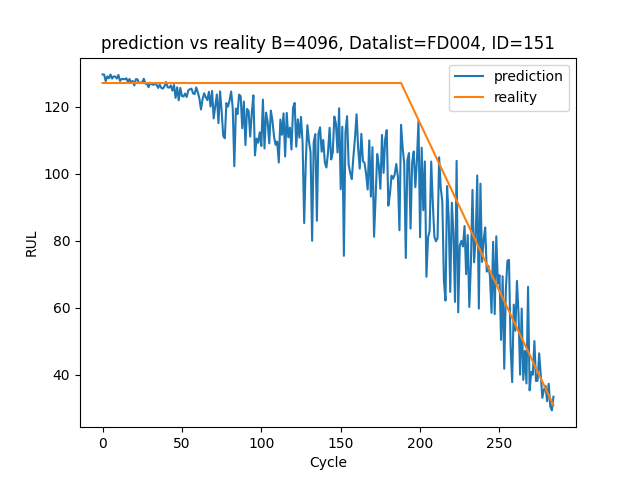 prediction vs reality B=4096, Datalist=FD004, ID=151
prediction
reality
RUL
120
100
80
60
40
0 50 100 150 200 250
Cycle